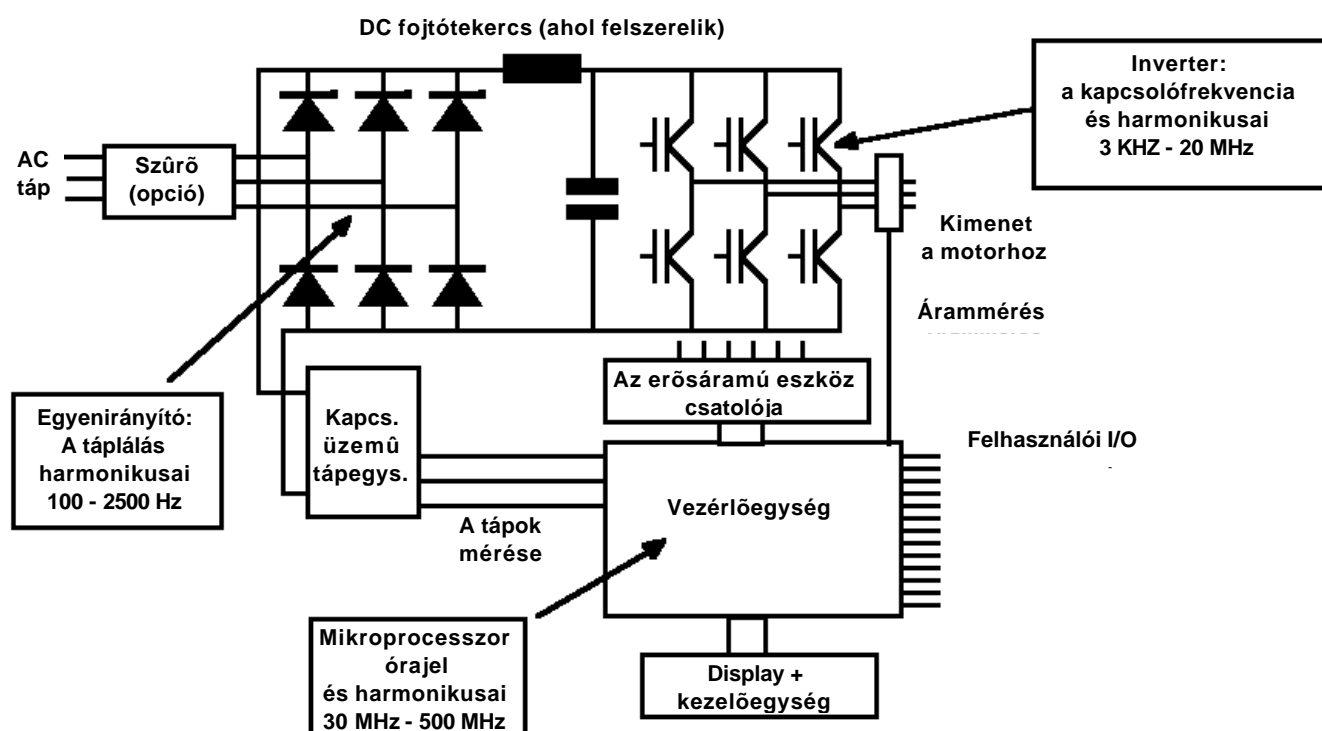 DC fojtótekercs (ahol felszerelik)
Inverter:
a kapcsolófrekvencia
és harmonikusai
3 KHZ - 20 MHz
AC
táp
Szûrõ
(opció)
Kimenet
a motorhoz
Árammérés
Az erõsáramú eszköz
csatolója
Egyenirányító:
A táplálás
harmonikusai
100 - 2500 Hz
Kapcs.
üzemû
tápegys.
Felhasználói I/O
Vezérlõegység
A tápok
mérése
Mikroprocesszor
órajel
és harmonikusai
30 MHz - 500 MHz
Display +
kezelõegység